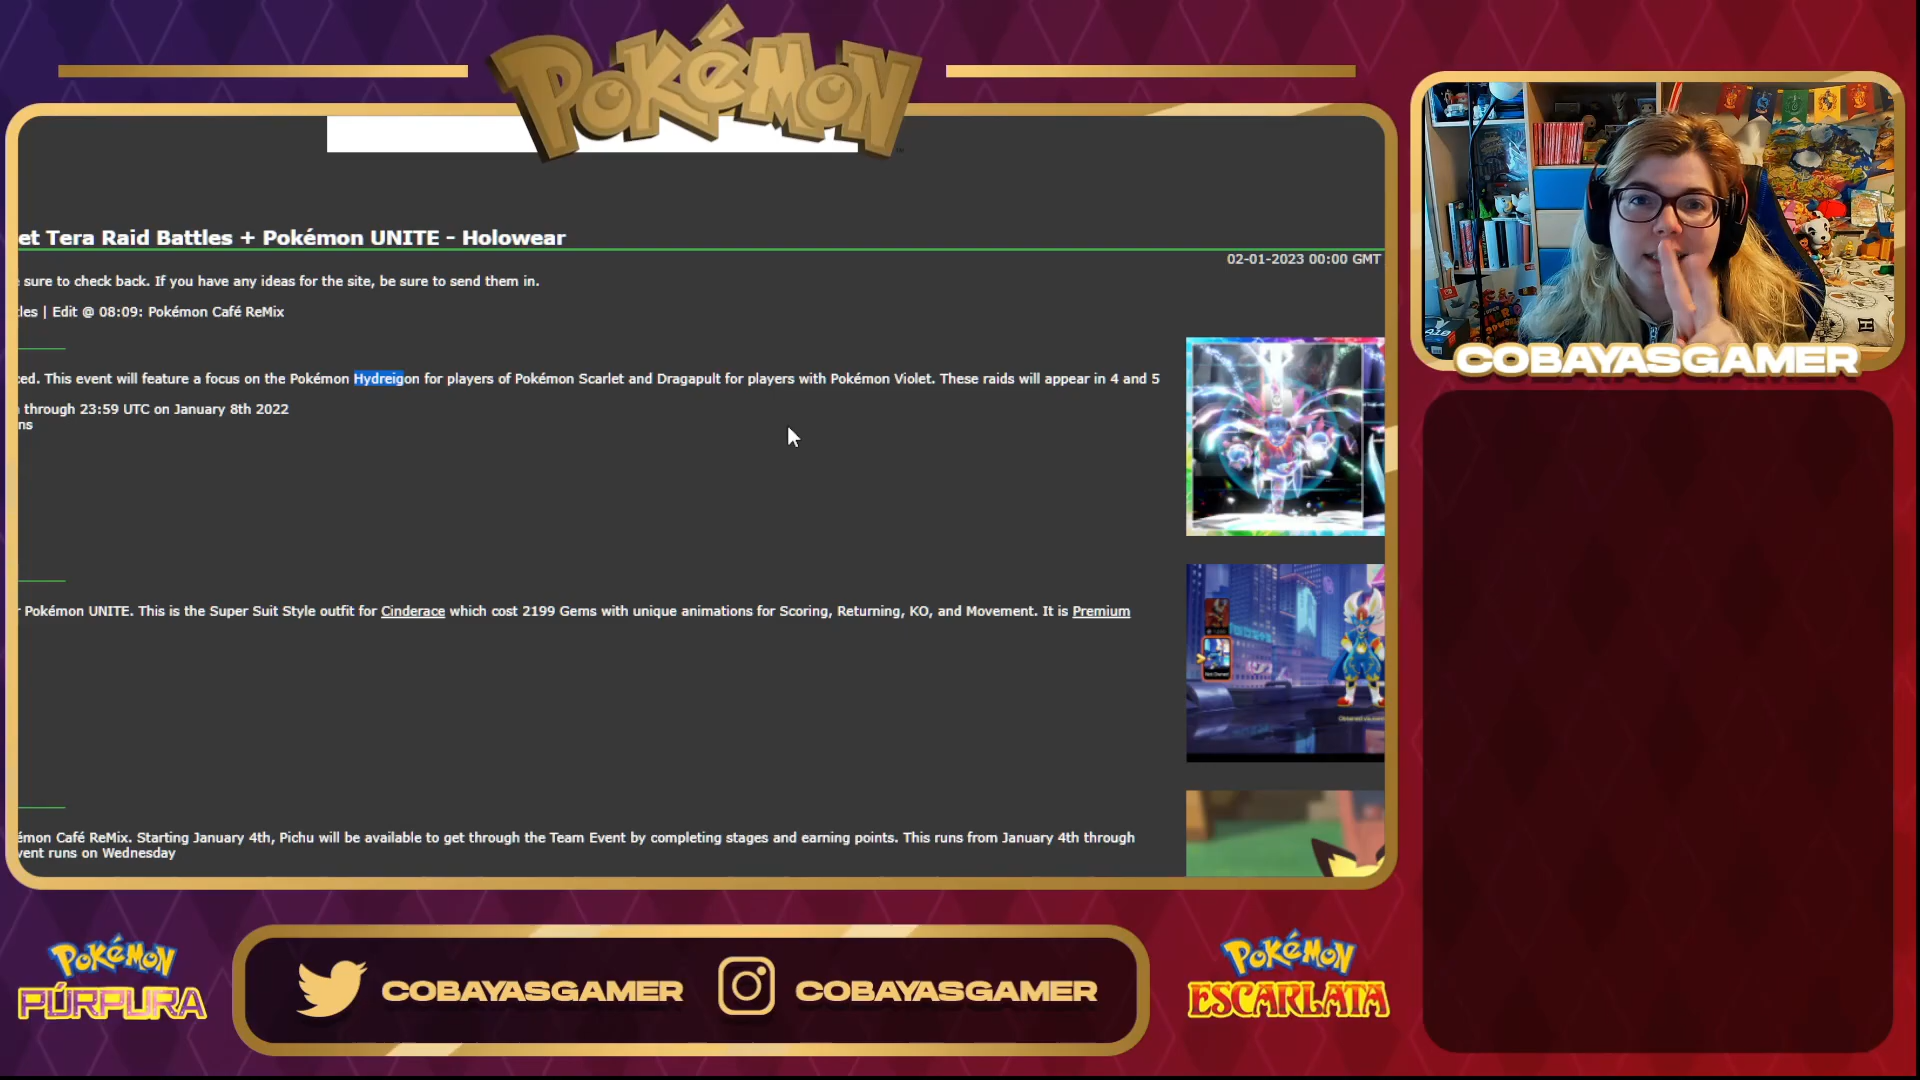 POKÉMON
et Tera Raid Battles + Pokémon UNITE - Holowear
02-01-2023 00:00 GMT
sure to check back. If you have any ideas for the site, be sure to send them in.
les | Edit @ 08:09: Pokémon Café ReMix
ced. This event will feature a focus on the Pokémon Hydreigon for players of Pokémon Scarlet and Dragapult for players with Pokémon Violet. These raids will appear in 4 and 5
through 23:59 UTC on January 8th 2022
ns
r Pokémon UNITE. This is the Super Suit Style outfit for Cinderace which cost 2199 Gems with unique animations for Scoring, Returning, KO, and Movement. It is Premium
émon Café ReMix. Starting January 4th, Pichu will be available to get through the Team Event by completing stages and earning points. This runs from January 4th through
vent runs on Wednesday
COBAYASGAMER
POKÉMON
PÚRPURA
COBAYASGAMER
COBAYASGAMER
POKÉMON
ESCARLATA